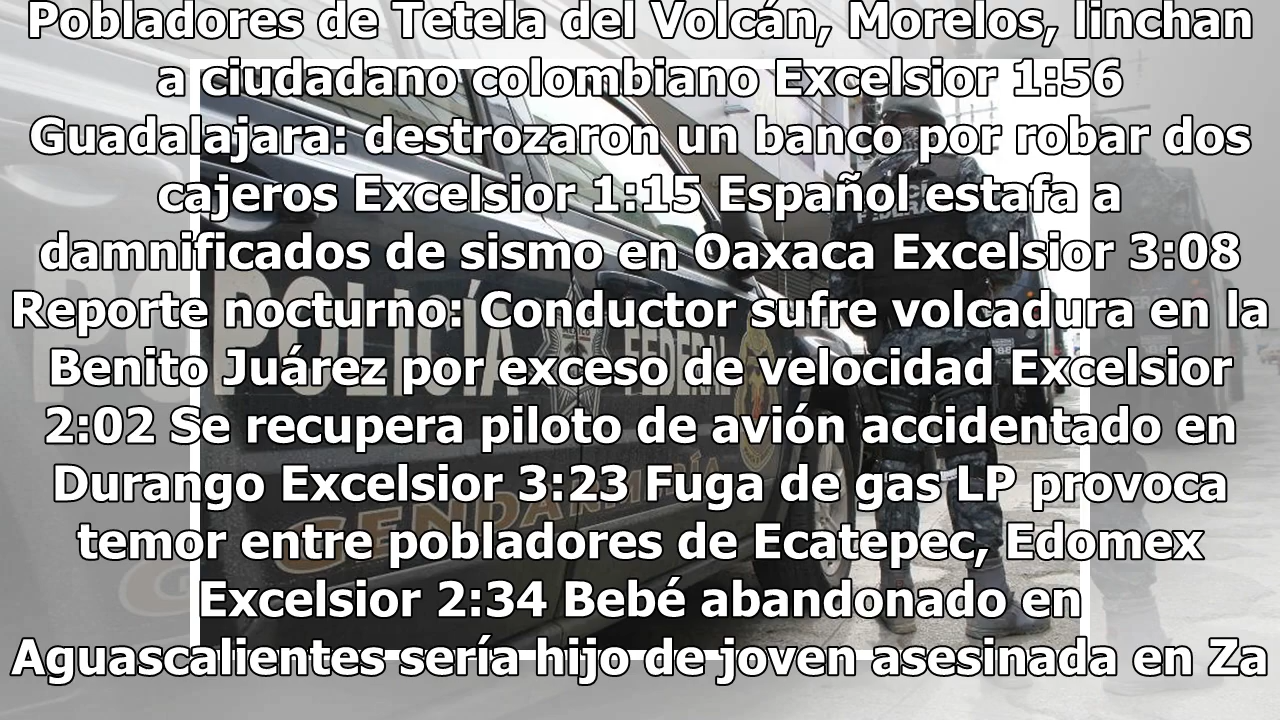 Pobladores de Tetela del Volcán, Morelos, linchan
a ciudadano colombiano Excelsior 1:56
Guadalajara: destrozaron un banco por robar dos
cajeros Excelsior 1:15 Español estafa a
damnificados de sismo en Oaxaca Excelsior 3:08
Reporte nocturno: Conductor sufre volcadura en la
Benito Juárez por exceso de velocidad Excelsior
2:02 Se recupera piloto de avión accidentado en
Durango Excelsior 3:23 Fuga de gas LP provoca
temor entre pobladores de Ecatepec, Edomex
Excelsior 2:34 Bebé abandonado en
Aguascalientes sería hijo de joven asesinada en Za
POLICÍA FEDERAL
GENDARMERÍA